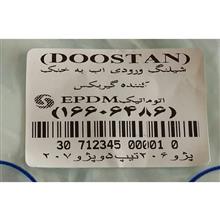 (DOOSTAN)
شیلنگ ورودی آب به خنک
کننده گیربکس
اتوماتیک EPDM
(۱۶۶۰۶۴۸۶)
30 712345 00001 0
پژو ۲۰۶ تیپ ۵ و پژو ۲۰۷